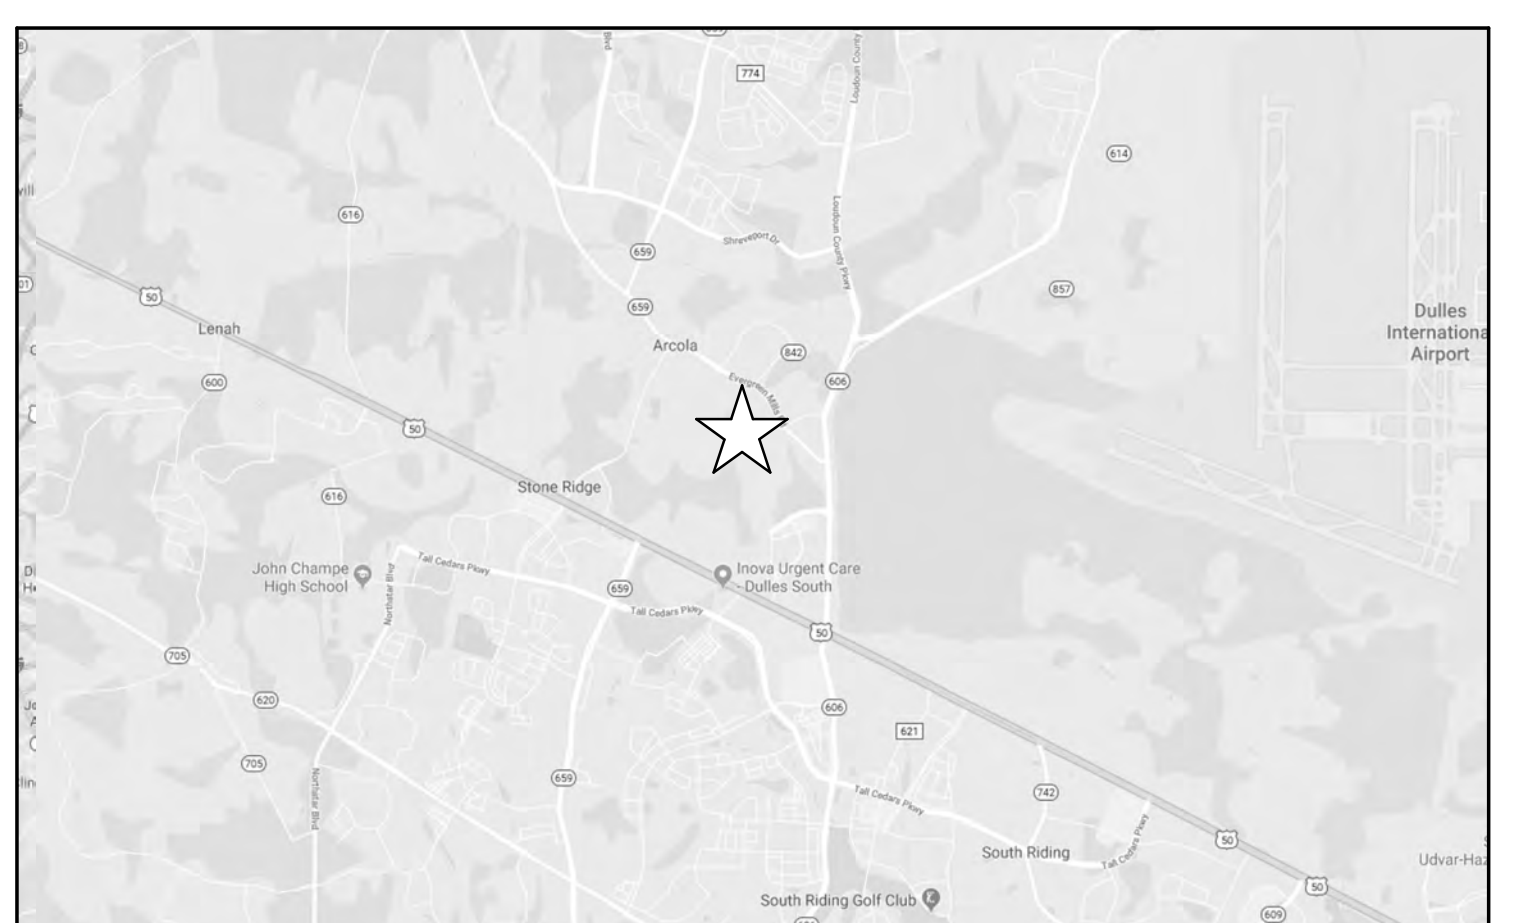 Blvd
774
Loudoun County
614
616
Loudoun County Pkwy
659
Shreveport Dr
50
857
659
Dulles
Internationa
Airport
Lenah
Arcola
842
600
Evergreen Mills
606
50
Stone Ridge
616
John Champe
High School
Tall Cedars Pkwy
Northstar Blvd
659
Inova Urgent Care
- Dulles South
Tall Cedars Pkwy
50
705
620
606
621
705
659
Northstar Blvd
742
Tall Cedars Pkwy
50
South Riding
Tall Cedars Pkwy
Udvar-Haz
50
South Riding Golf Club
609